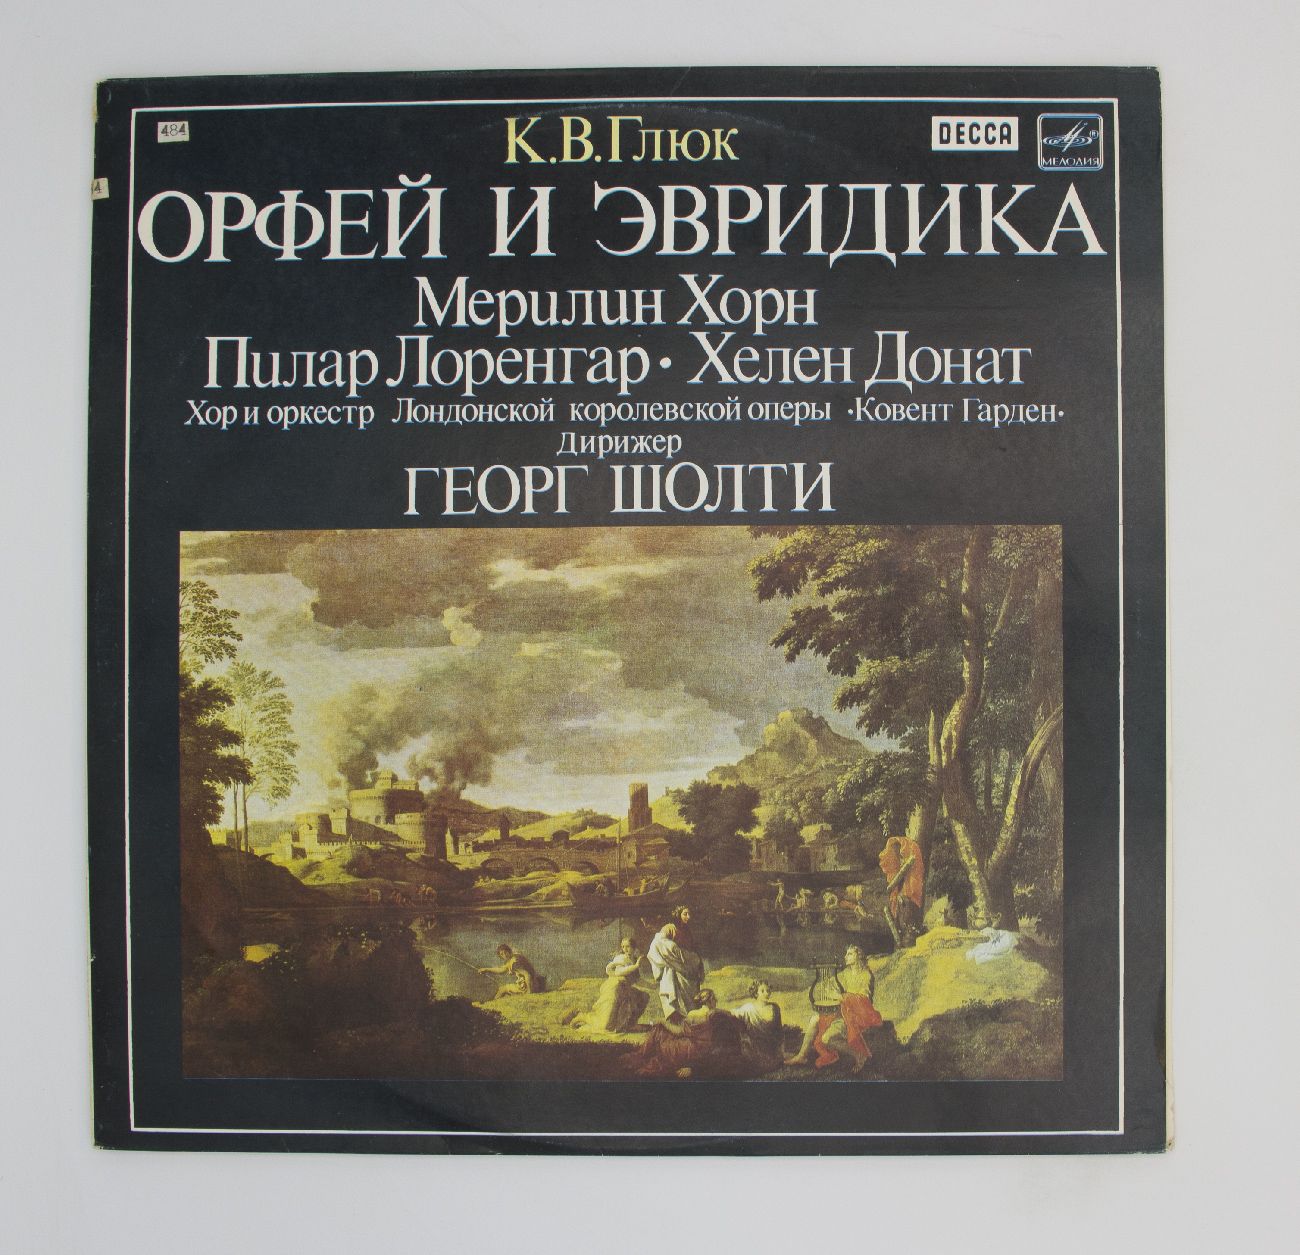 484
4
К.В.Глюк
DECCA
МЕЛОДИЯ
ОРФЕЙ И ЭВРИДИКА
Мерилин Хорн
Пилар Лоренгар • Хелен Донат
Хор и оркестр Лондонской королевской оперы •Ковент Гарден•
Дирижер
ГЕОРГ ШОЛТИ